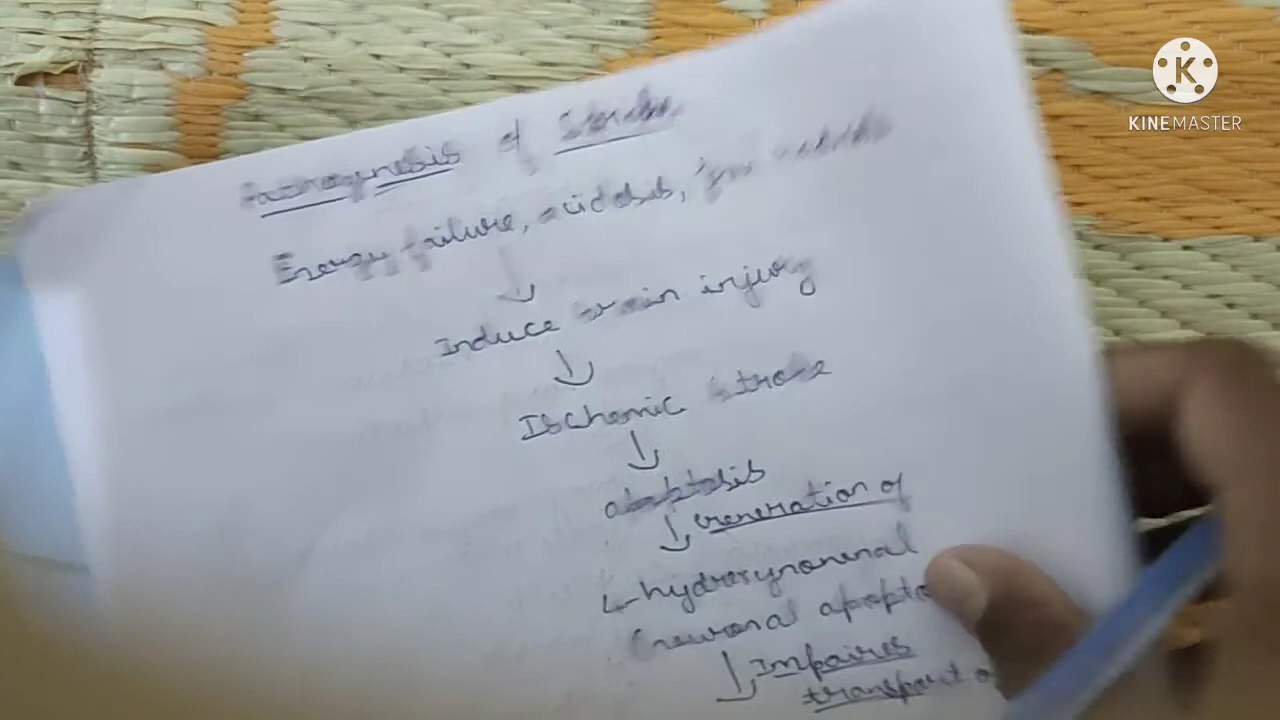 Pathogenesis of Stroke
Energy failure, acidosis,
Induce brain injury
Ischemic stroke
apoptosis
Generation of
4-hydroxynonenal
(neuronal apopto
Impaires
transport o
K
KINEMASTER